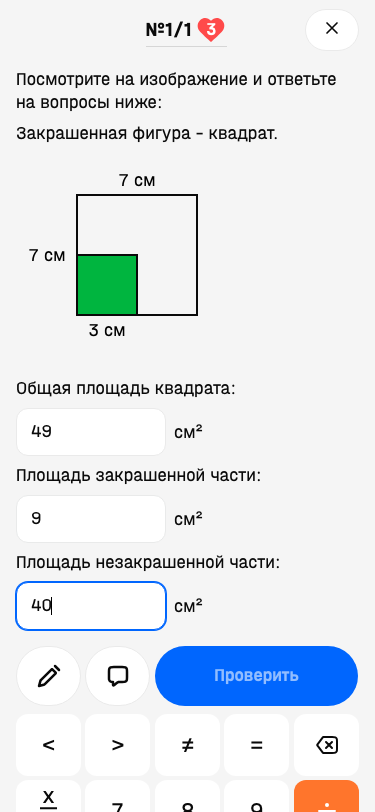 №1/1 3
Посмотрите на изображение и ответьте
на вопросы ниже:
Закрашенная фигура - квадрат.
7 см
7 см
3 см
Общая площадь квадрата:
49 см²
Площадь закрашенной части:
9 см²
Площадь незакрашенной части:
40 см²
Проверить
< > ≠ =
x 7 8 9 ÷